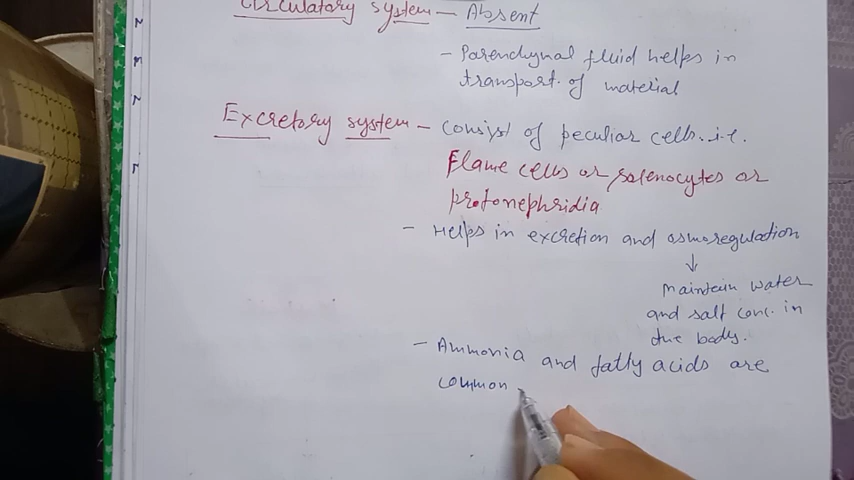 Circulatory system - Absent
- Parenchymal fluid helps in
transport of material
Excretory system - Consist of peculiar cells. i.e.
Flame cells or solenocytes or
protonephridia
- Helps in excretion and osmoregulation
↓
Maintain water
and salt conc. in
the body.
- Ammonia and fatty acids are
common